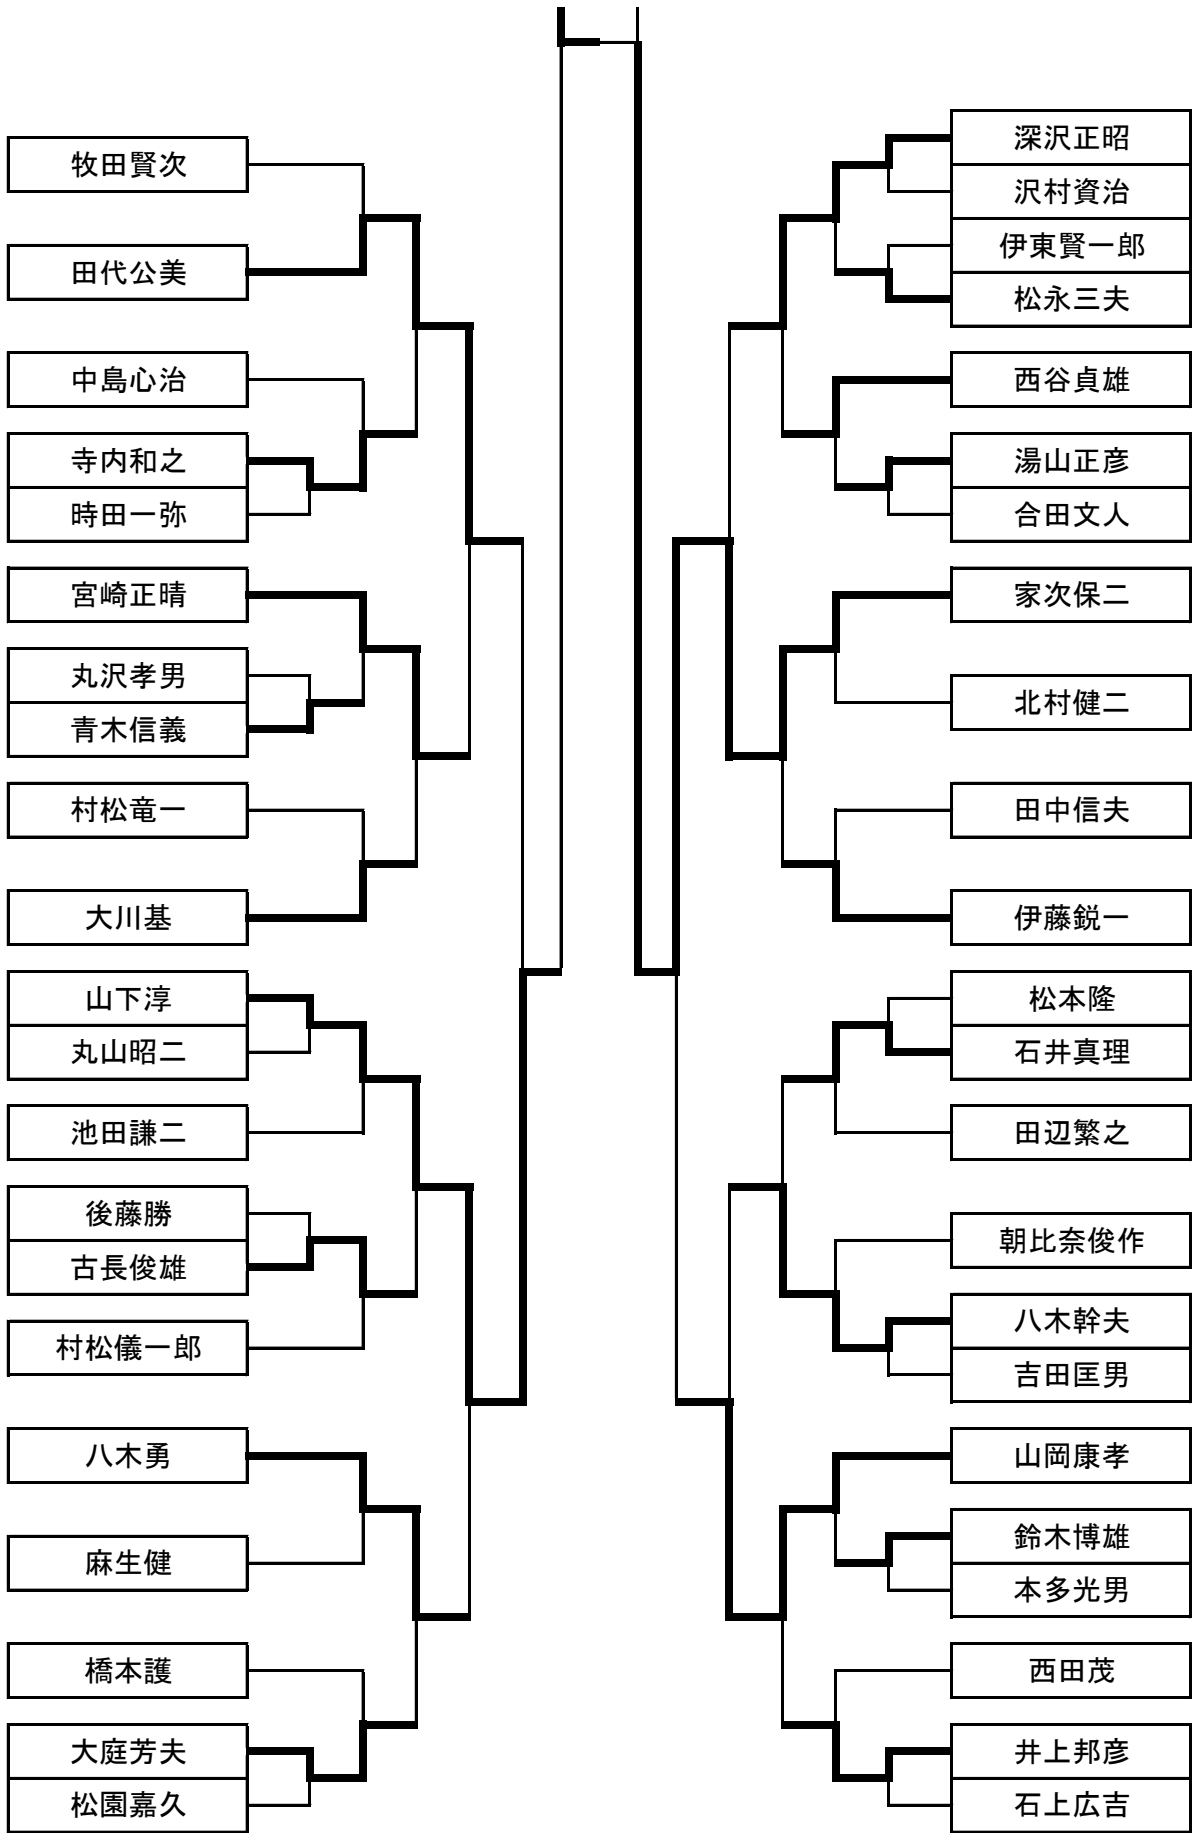 牧田賢次
田代公美
中島心治
寺内和之
時田一弥
宮崎正晴
丸沢孝男
青木信義
村松竜一
大川基
山下淳
丸山昭二
池田謙二
後藤勝
古長俊雄
村松儀一郎
八木勇
麻生健
橋本護
大庭芳夫
松園嘉久
深沢正昭
沢村資治
伊東賢一郎
松永三夫
西谷貞雄
湯山正彦
合田文人
家次保二
北村健二
田中信夫
伊藤鋭一
松本隆
石井真理
田辺繁之
朝比奈俊作
八木幹夫
吉田匡男
山岡康孝
鈴木博雄
本多光男
西田茂
井上邦彦
石上広吉